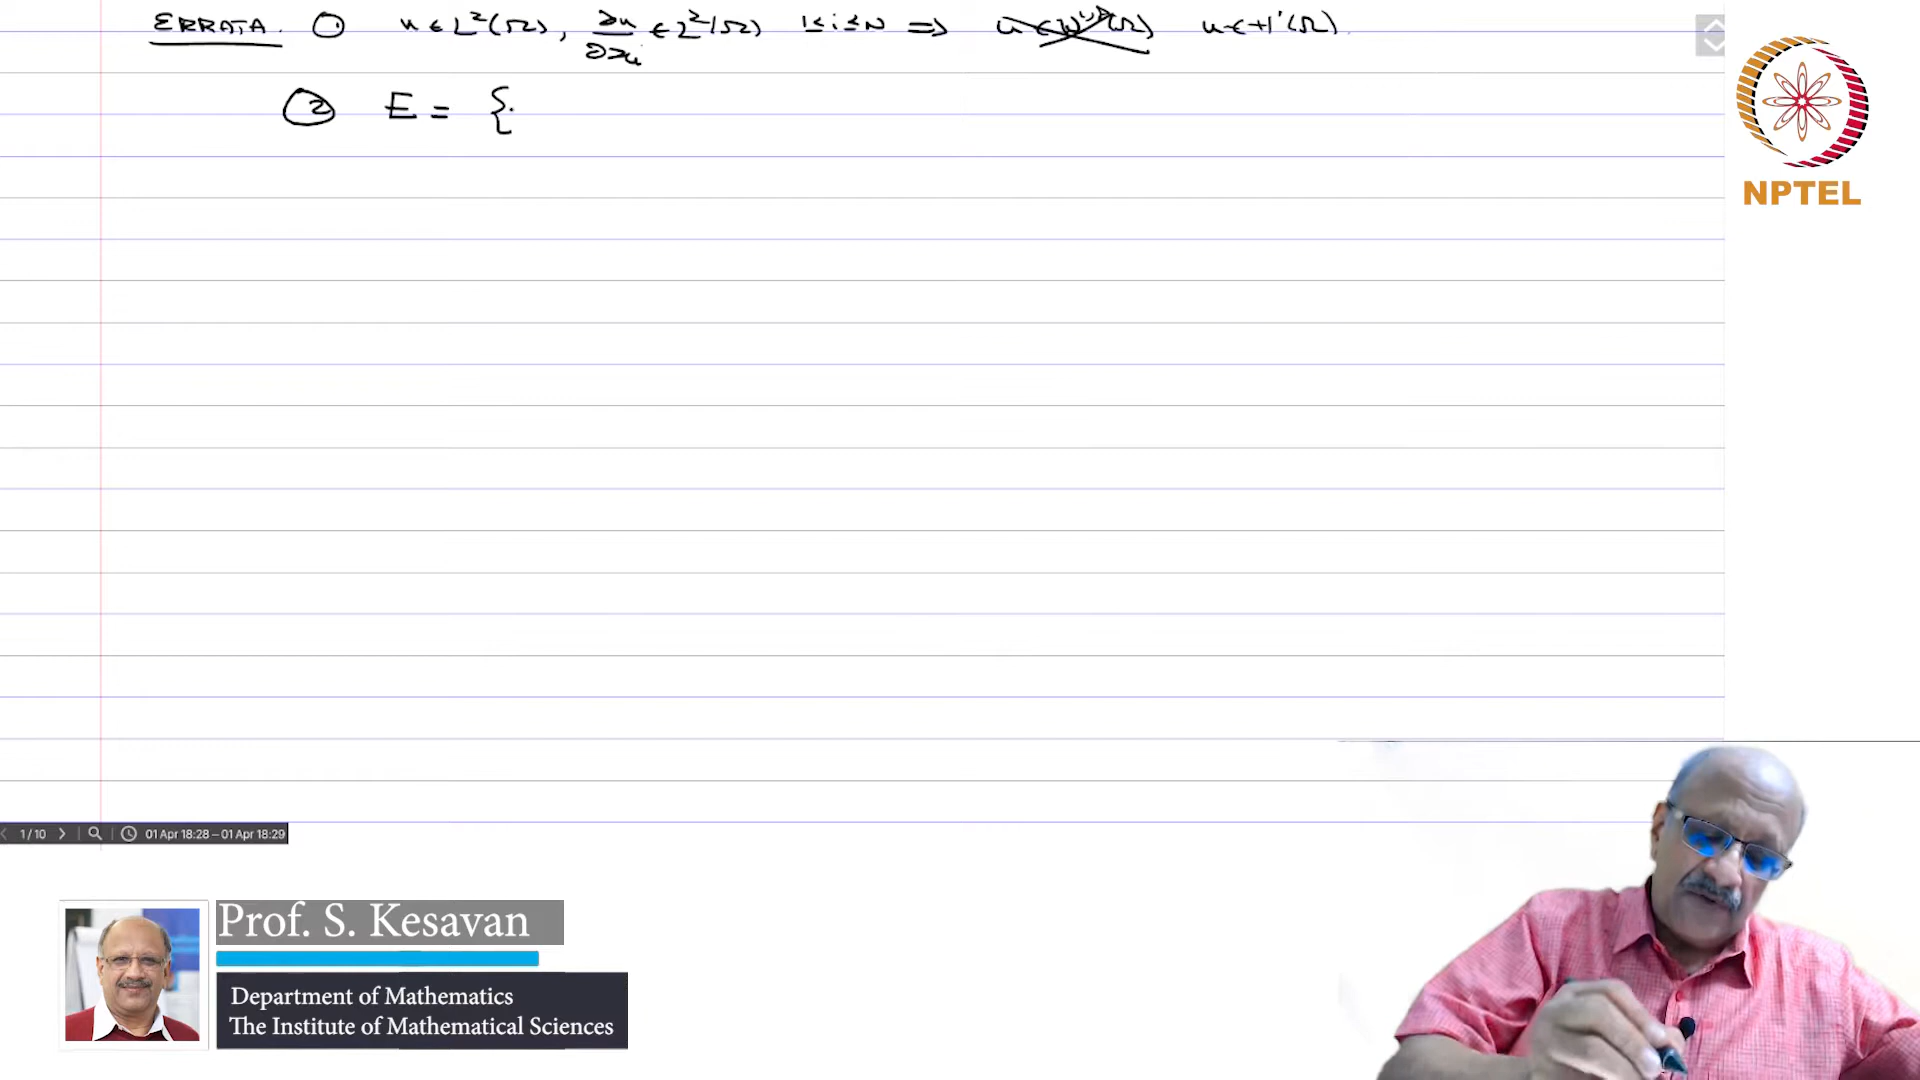 ERRATA. ① u ∈ L²(Ω), ∂u/∂xᵢ ∈ L²(Ω) 1≤i≤N ⇒ u∈W¹,ᵖ(Ω) u∈H¹(Ω).
② E = {
NPTEL
1/10 01 Apr 18:28 – 01 Apr 18:29
Prof. S. Kesavan
Department of Mathematics
The Institute of Mathematical Sciences